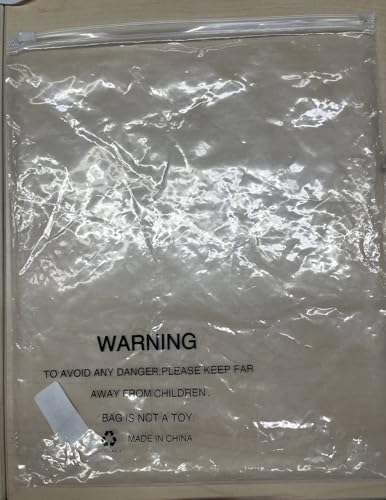 WARNING
TO AVOID ANY DANGER,PLEASE KEEP FAR
AWAY FROM CHILDREN.
BAG IS NOT A TOY
MADE IN CHINA